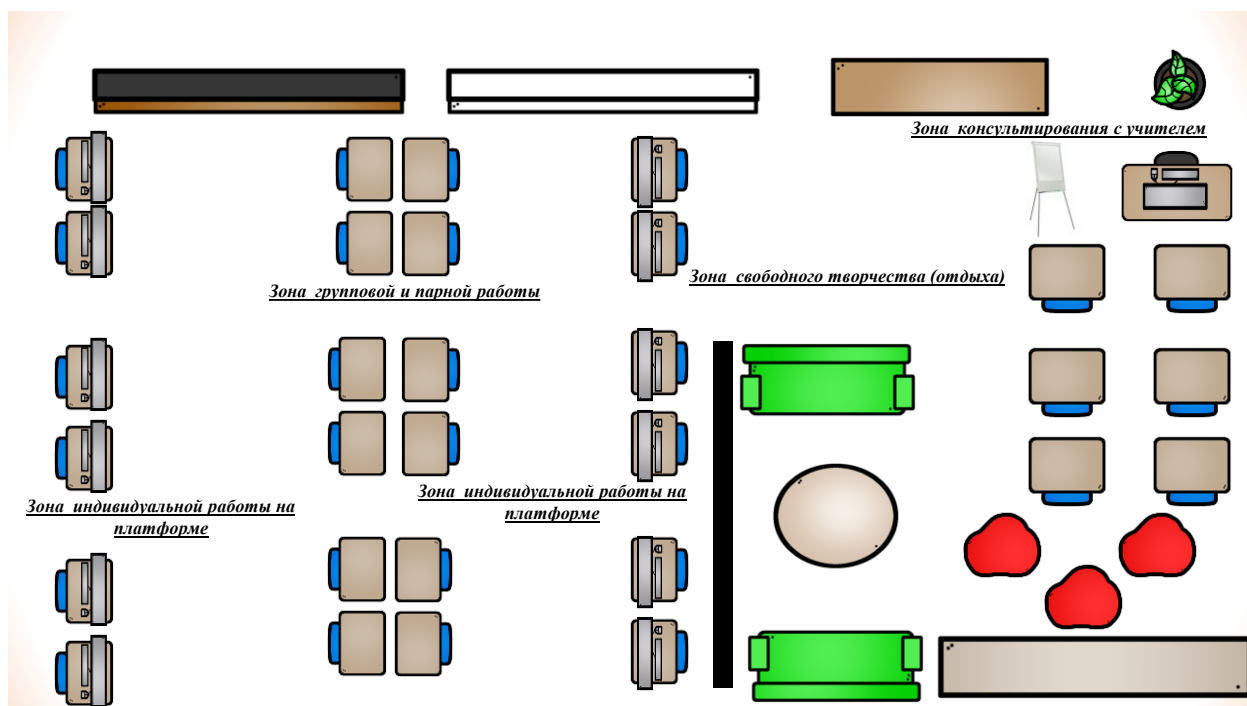 Зона консультирования с учителем
Зона свободного творчества (отдыха)
Зона групповой и парной работы
Зона индивидуальной работы на
платформе
Зона индивидуальной работы на
платформе